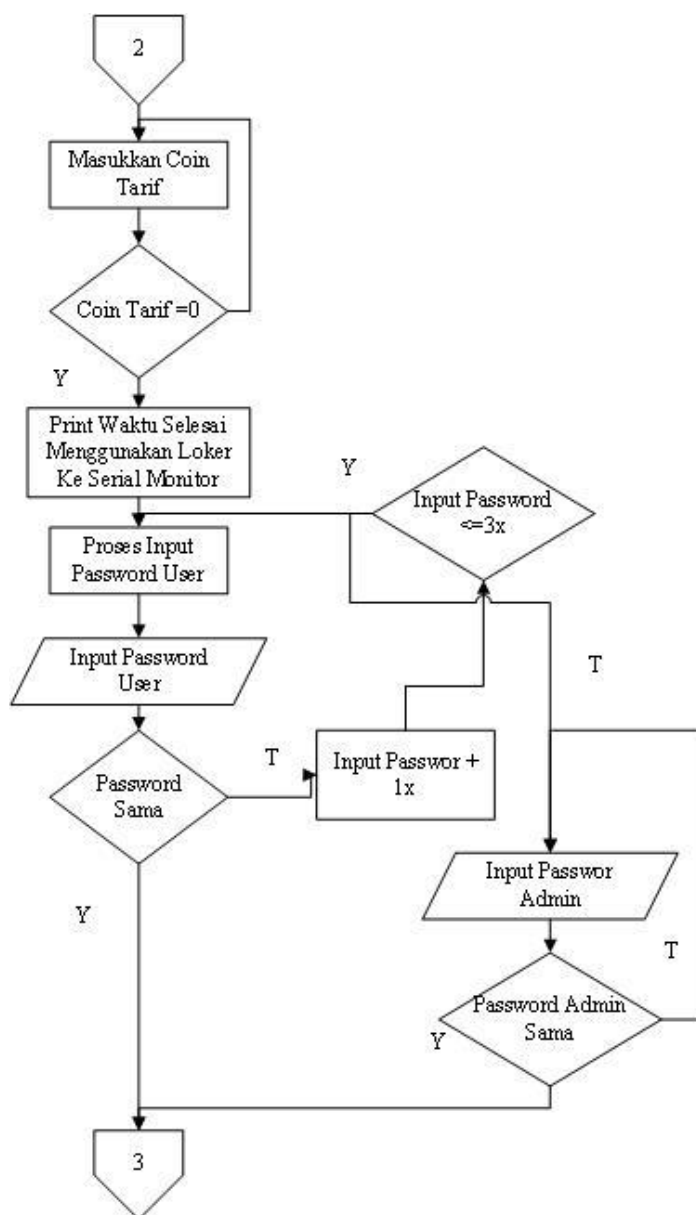 2
Masukkan Coin
Tarif
Coin Tarif =0
Y
Print Waktu Selesai
Menggunakan Loker
Ke Serial Monitor
Y
Input Password
<=3x
Proses Input
Password User
Input Password
User
T
Password
Sama
T
Input Passwor +
1x
Input Passwor
Admin
Y
T
Password Admin
Sama
Y
3